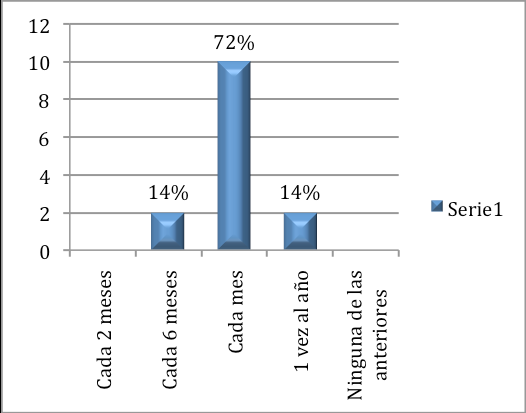 12
10
8
6
4
2
0
14%
72%
14%
Cada 2 meses
Cada 6 meses
Cada mes
1 vez al año
Ninguna de las
anteriores
Serie1